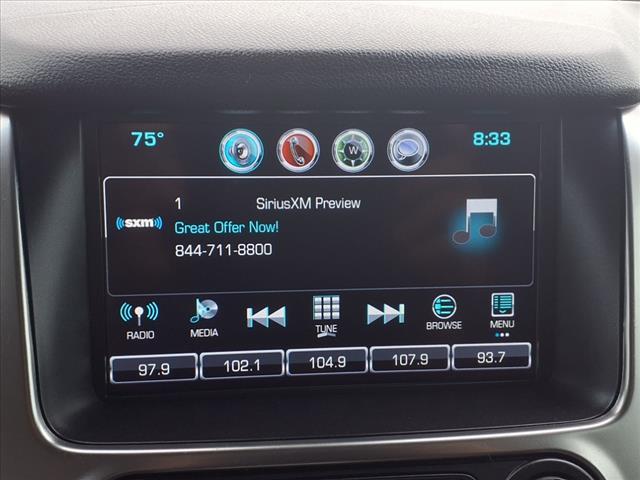 75° W 8:33
1 SiriusXM Preview
sxm Great Offer Now!
844-711-8800
RADIO MEDIA TUNE BROWSE MENU
97.9 102.1 104.9 107.9 93.7